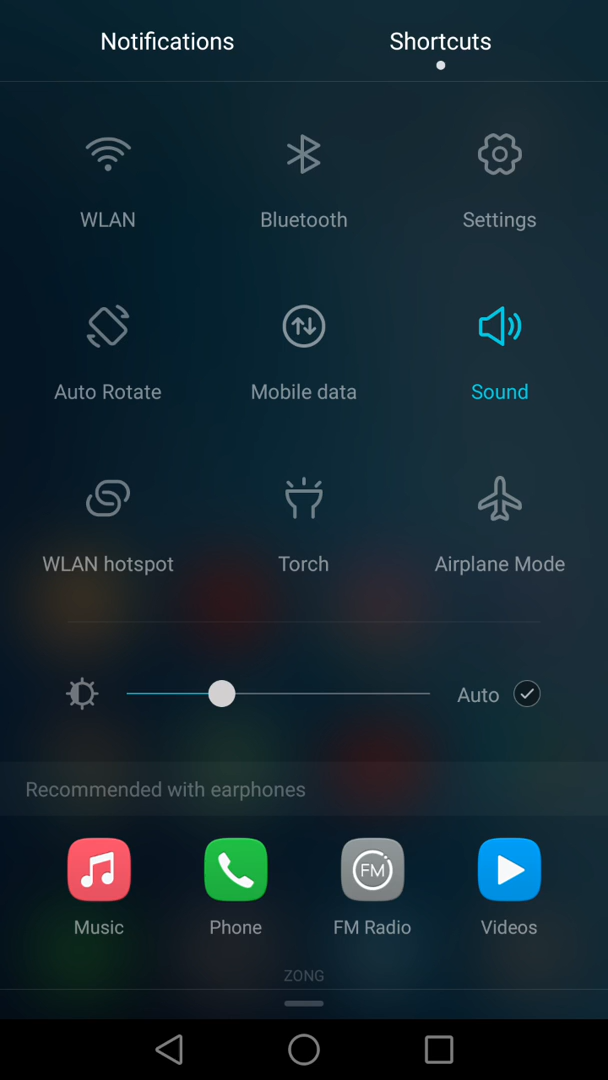 Notifications Shortcuts
WLAN Bluetooth Settings
Auto Rotate Mobile data Sound
WLAN hotspot Torch Airplane Mode
Auto
Recommended with earphones
FM
Music Phone FM Radio Videos
ZONG